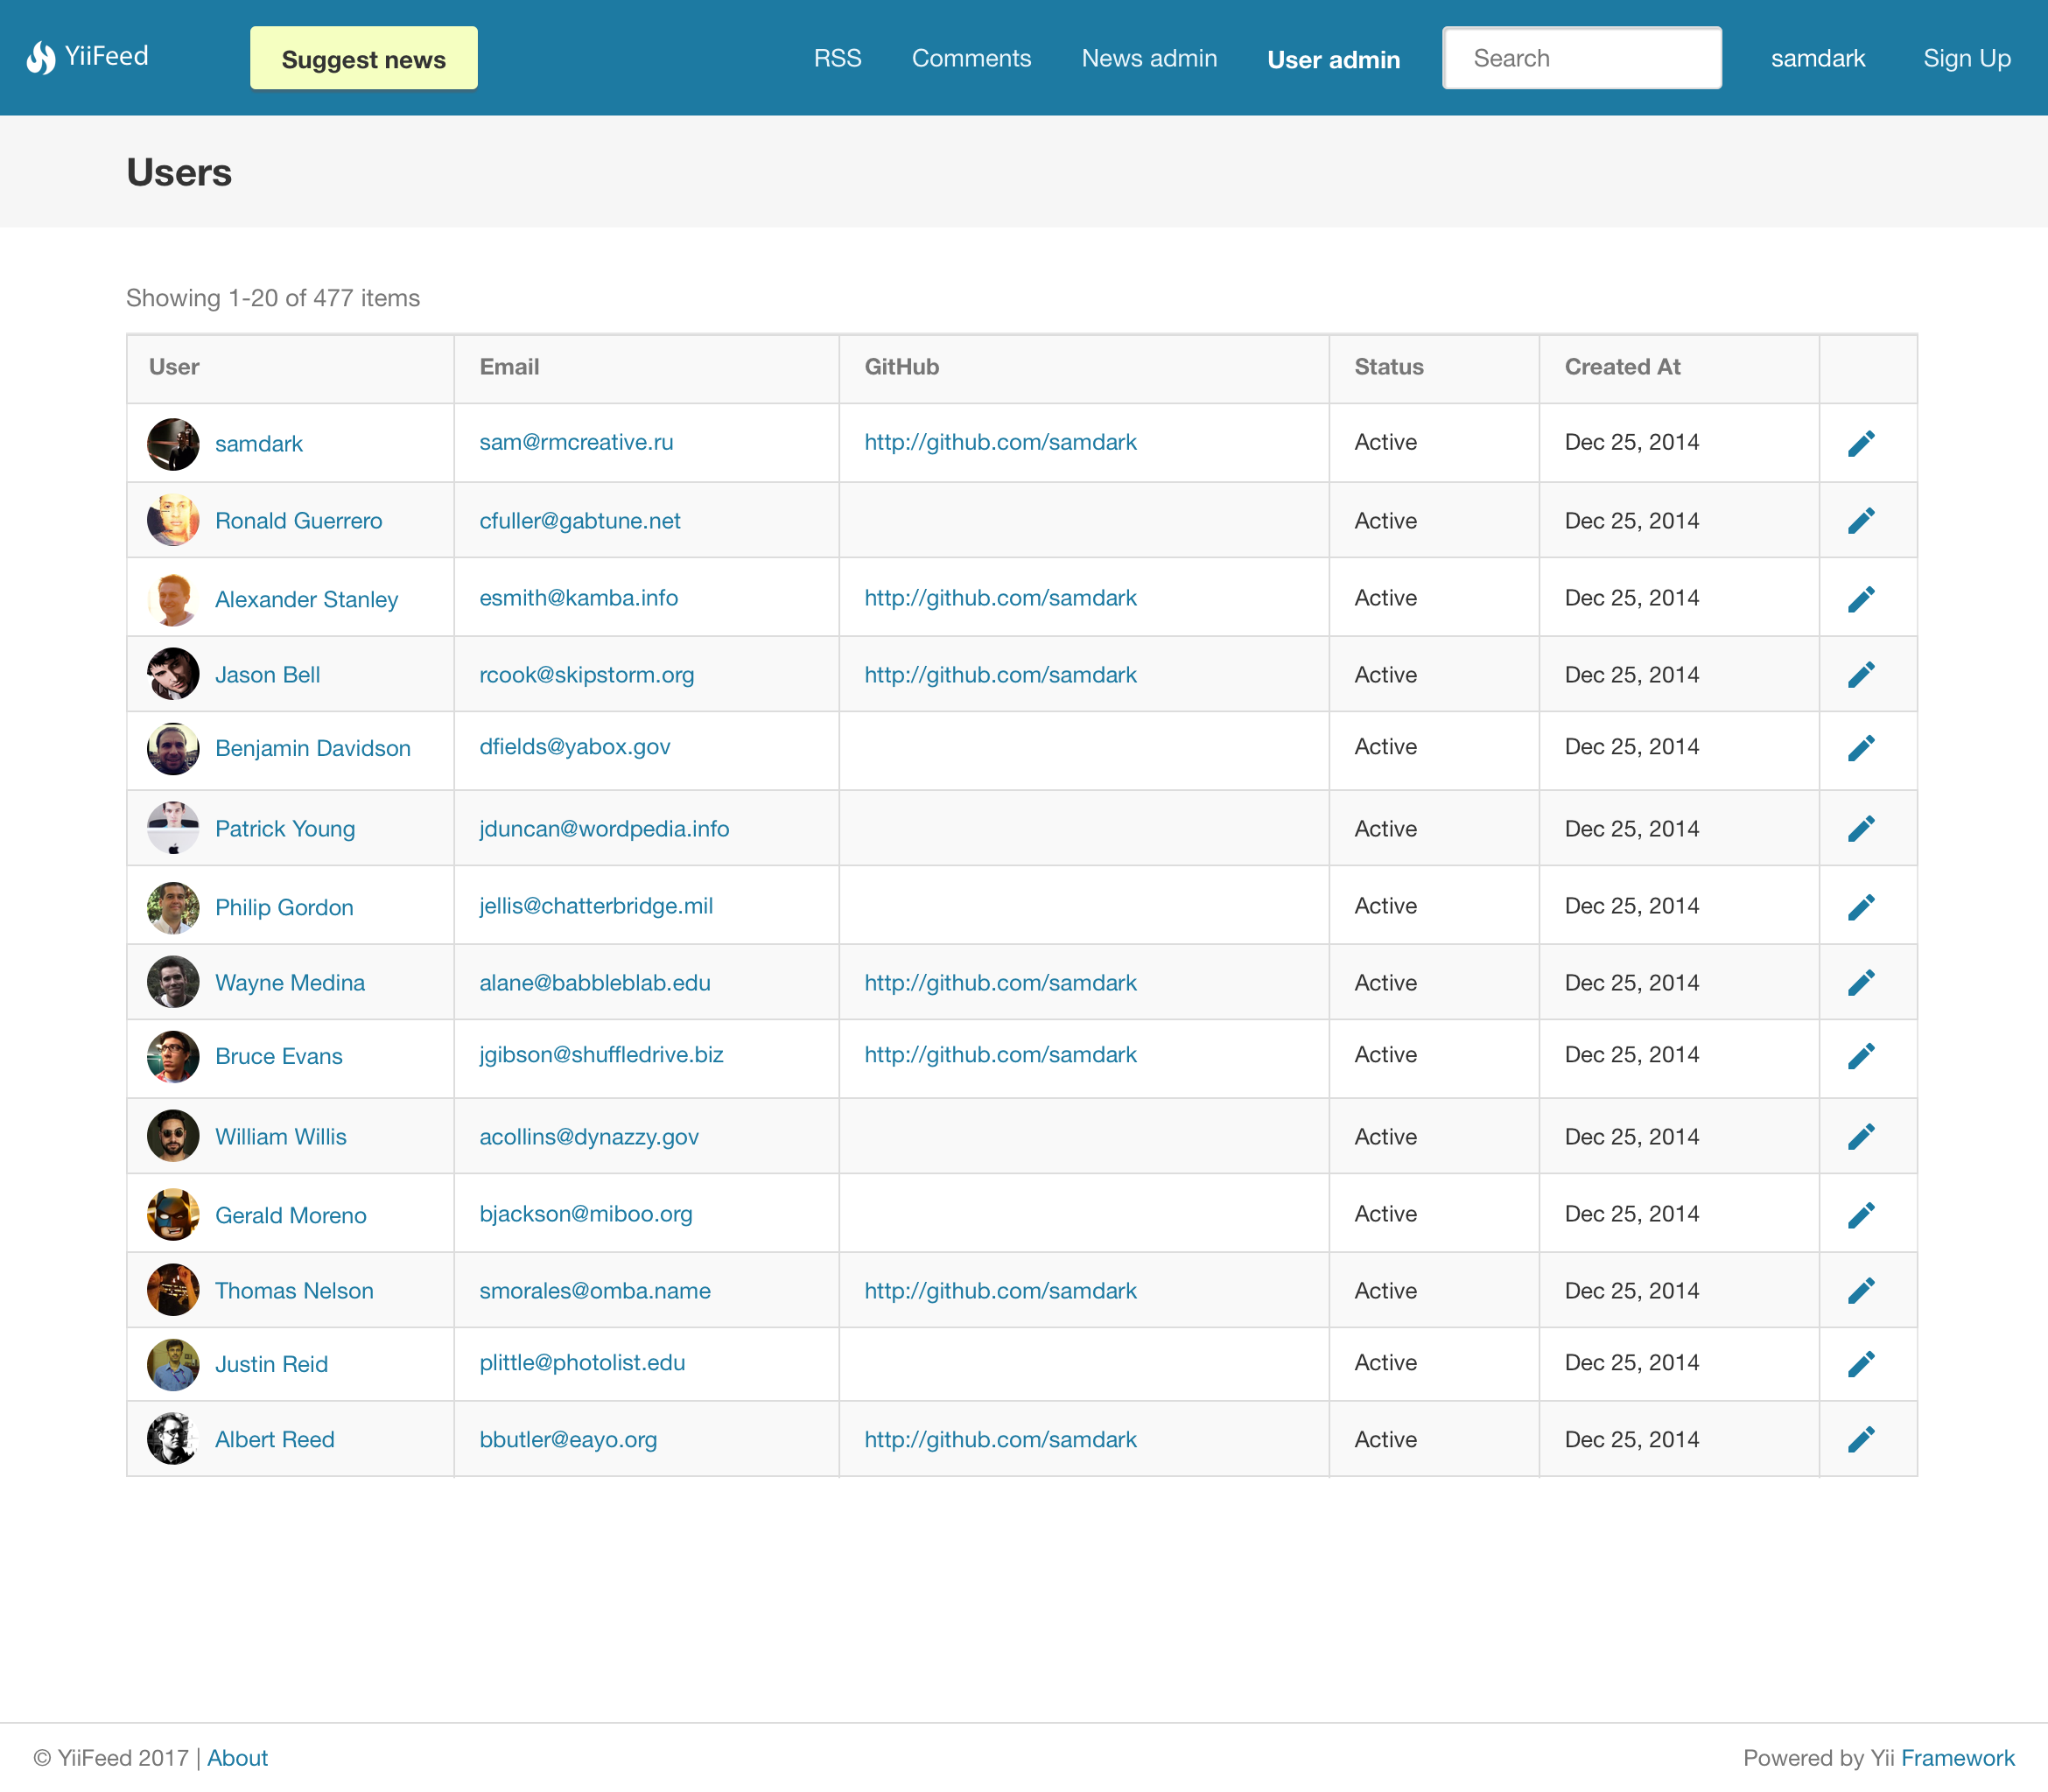 YiiFeed Suggest news RSS Comments News admin User admin Search samdark Sign Up
Users
Showing 1-20 of 477 items
User Email GitHub Status Created At
samdark sam@rmcreative.ru http://github.com/samdark Active Dec 25, 2014
Ronald Guerrero cfuller@gabtune.net Active Dec 25, 2014
Alexander Stanley esmith@kamba.info http://github.com/samdark Active Dec 25, 2014
Jason Bell rcook@skipstorm.org http://github.com/samdark Active Dec 25, 2014
Benjamin Davidson dfields@yabox.gov Active Dec 25, 2014
Patrick Young jduncan@wordpedia.info Active Dec 25, 2014
Philip Gordon jellis@chatterbridge.mil Active Dec 25, 2014
Wayne Medina alane@babbleblab.edu http://github.com/samdark Active Dec 25, 2014
Bruce Evans jgibson@shuffledrive.biz http://github.com/samdark Active Dec 25, 2014
William Willis acollins@dynazzy.gov Active Dec 25, 2014
Gerald Moreno bjackson@miboo.org Active Dec 25, 2014
Thomas Nelson smorales@omba.name http://github.com/samdark Active Dec 25, 2014
Justin Reid plittle@photolist.edu Active Dec 25, 2014
Albert Reed bbutler@eayo.org http://github.com/samdark Active Dec 25, 2014
© YiiFeed 2017 | About Powered by Yii Framework